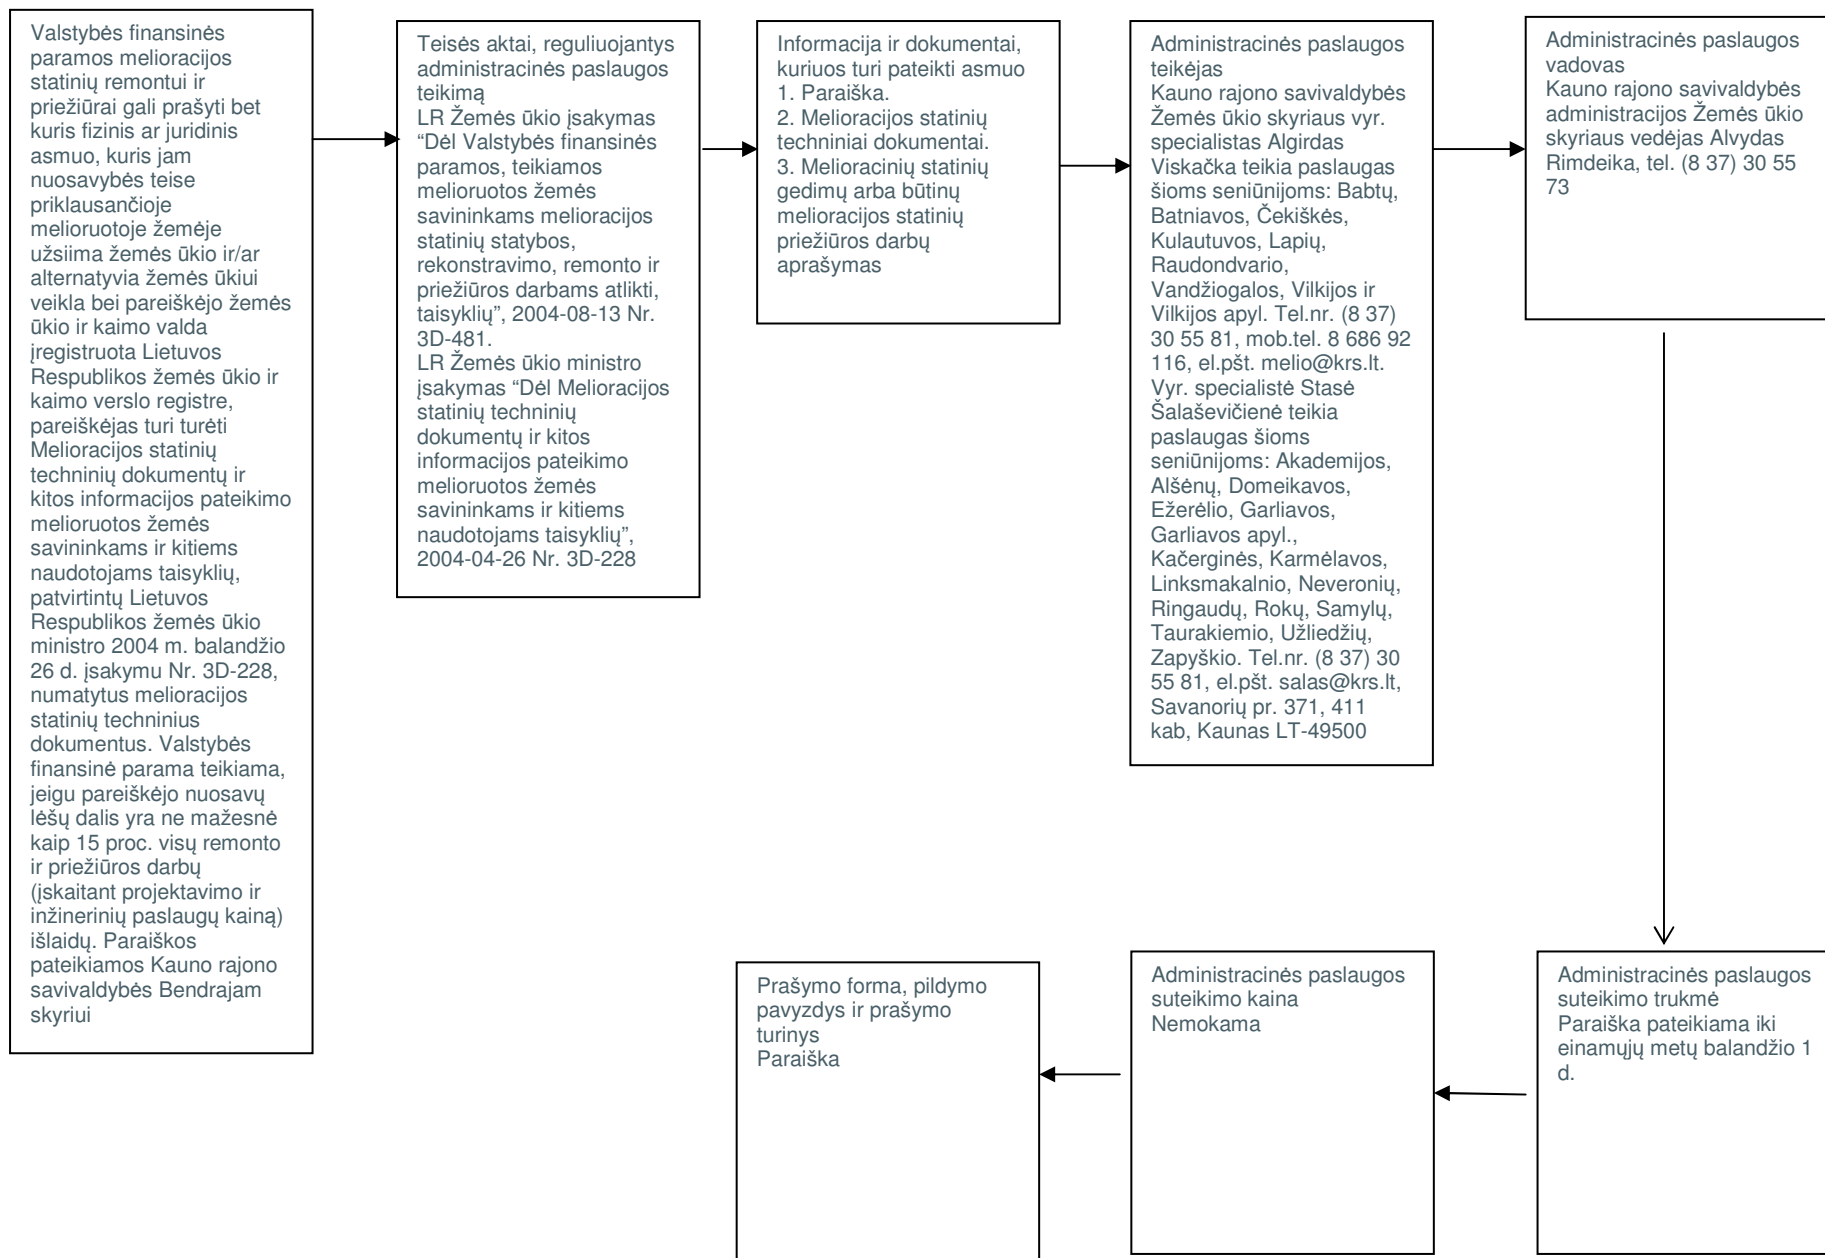 Valstybės finansinės
paramos melioracijos
statinių remontui ir
priežiūrai gali prašyti bet
kuris fizinis ar juridinis
asmuo, kuris jam
nuosavybės teise
priklausančioje
melioruotoje žemėje
užsiima žemės ūkio ir/ar
alternatyvia žemės ūkiui
veikla bei pareiškėjo žemės
ūkio ir kaimo valda
įregistruota Lietuvos
Respublikos žemės ūkio ir
kaimo verslo registre,
pareiškėjas turi turėti
Melioracijos statinių
techninių dokumentų ir
kitos informacijos pateikimo
melioruotos žemės
savininkams ir kitiems
naudotojams taisyklių,
patvirtintų Lietuvos
Respublikos žemės ūkio
ministro 2004 m. balandžio
26 d. įsakymu Nr. 3D-228,
numatytus melioracijos
statinių techninius
dokumentus. Valstybės
finansinė parama teikiama,
jeigu pareiškėjo nuosavų
lėšų dalis yra ne mažesnė
kaip 15 proc. visų remonto
ir priežiūros darbų
(įskaitant projektavimo ir
inžinerinių paslaugų kainą)
išlaidų. Paraiškos
pateikiamos Kauno rajono
savivaldybės Bendrajam
skyriui
Teisės aktai, reguliuojantys
administracinės paslaugos
teikimą
LR Žemės ūkio įsakymas
“Dėl Valstybės finansinės
paramos, teikiamos
melioruotos žemės
savininkams melioracijos
statinių statybos,
rekonstravimo, remonto ir
priežiūros darbams atlikti,
taisyklių”, 2004-08-13 Nr.
3D-481.
LR Žemės ūkio ministro
įsakymas “Dėl Melioracijos
statinių techninių
dokumentų ir kitos
informacijos pateikimo
melioruotos žemės
savininkams ir kitiems
naudotojams taisyklių”,
2004-04-26 Nr. 3D-228
Informacija ir dokumentai,
kuriuos turi pateikti asmuo
1. Paraiška.
2. Melioracijos statinių
techniniai dokumentai.
3. Melioracinių statinių
gedimų arba būtinų
melioracijos statinių
priežiūros darbų
aprašymas
Administracinės paslaugos
teikėjas
Kauno rajono savivaldybės
Žemės ūkio skyriaus vyr.
specialistas Algirdas
Viskačka teikia paslaugas
šioms seniūnijoms: Babtų,
Batniavos, Čekiškės,
Kulautuvos, Lapių,
Raudondvario,
Vandžiogalos, Vilkijos ir
Vilkijos apyl. Tel.nr. (8 37)
30 55 81, mob.tel. 8 686 92
116, el.pšt. melio@krs.lt.
Vyr. specialistė Stasė
Šalaševičienė teikia
paslaugas šioms
seniūnijoms: Akademijos,
Alšėnų, Domeikavos,
Ežerėlio, Garliavos,
Garliavos apyl.,
Kačerginės, Karmėlavos,
Linksmakalnio, Neveronių,
Ringaudų, Rokų, Samylų,
Taurakiemio, Užliedžių,
Zapyškio. Tel.nr. (8 37) 30
55 81, el.pšt. salas@krs.lt,
Savanorių pr. 371, 411
kab, Kaunas LT-49500
Administracinės paslaugos
vadovas
Kauno rajono savivaldybės
administracijos Žemės ūkio
skyriaus vedėjas Alvydas
Rimdeika, tel. (8 37) 30 55
73
Administracinės paslaugos
suteikimo trukmė
Paraiška pateikiama iki
einamųjų metų balandžio 1
d.
Administracinės paslaugos
suteikimo kaina
Nemokama
Prašymo forma, pildymo
pavyzdys ir prašymo
turinys
Paraiška